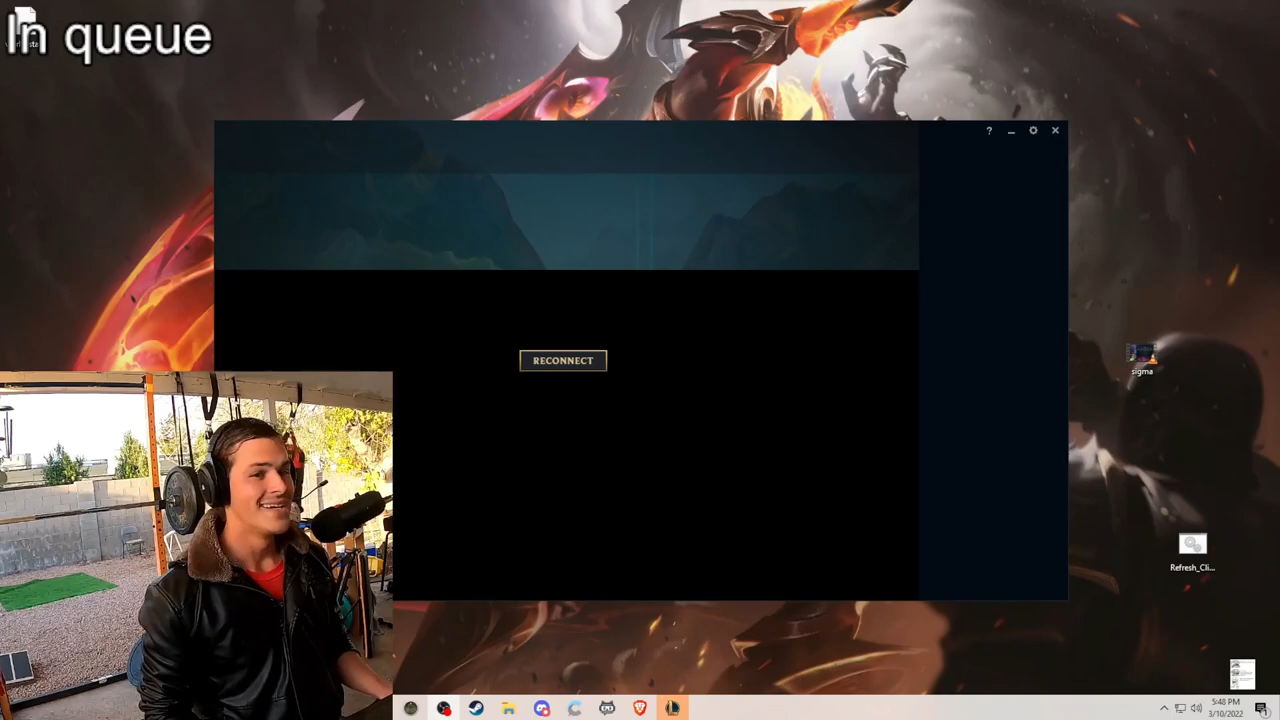 In queue
?
RECONNECT
sigma
Refresh_Cli...
5:48 PM
3/10/2022